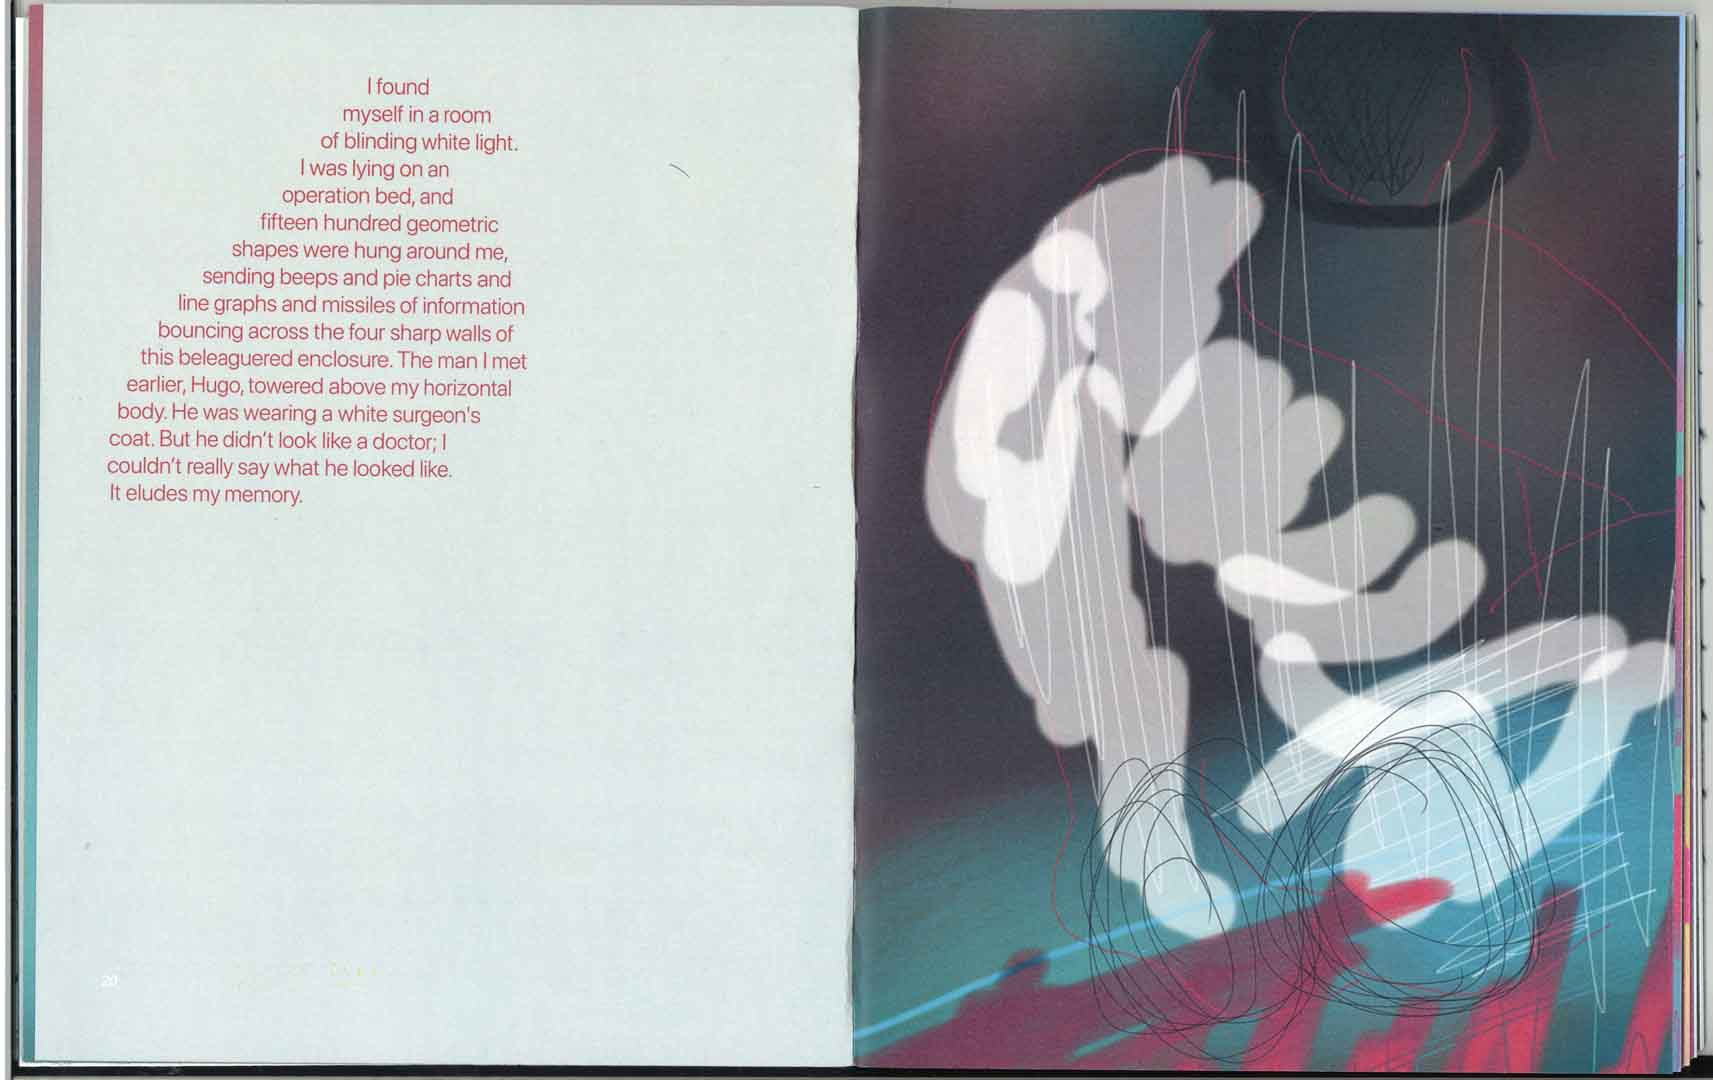 I found
myself in a room
of blinding white light.
I was lying on an
operation bed, and
fifteen hundred geometric
shapes were hung around me,
sending beeps and pie charts and
line graphs and missiles of information
bouncing across the four sharp walls of
this beleaguered enclosure. The man I met
earlier, Hugo, towered above my horizontal
body. He was wearing a white surgeon's
coat. But he didn’t look like a doctor; I
couldn’t really say what he looked like.
It eludes my memory.
20